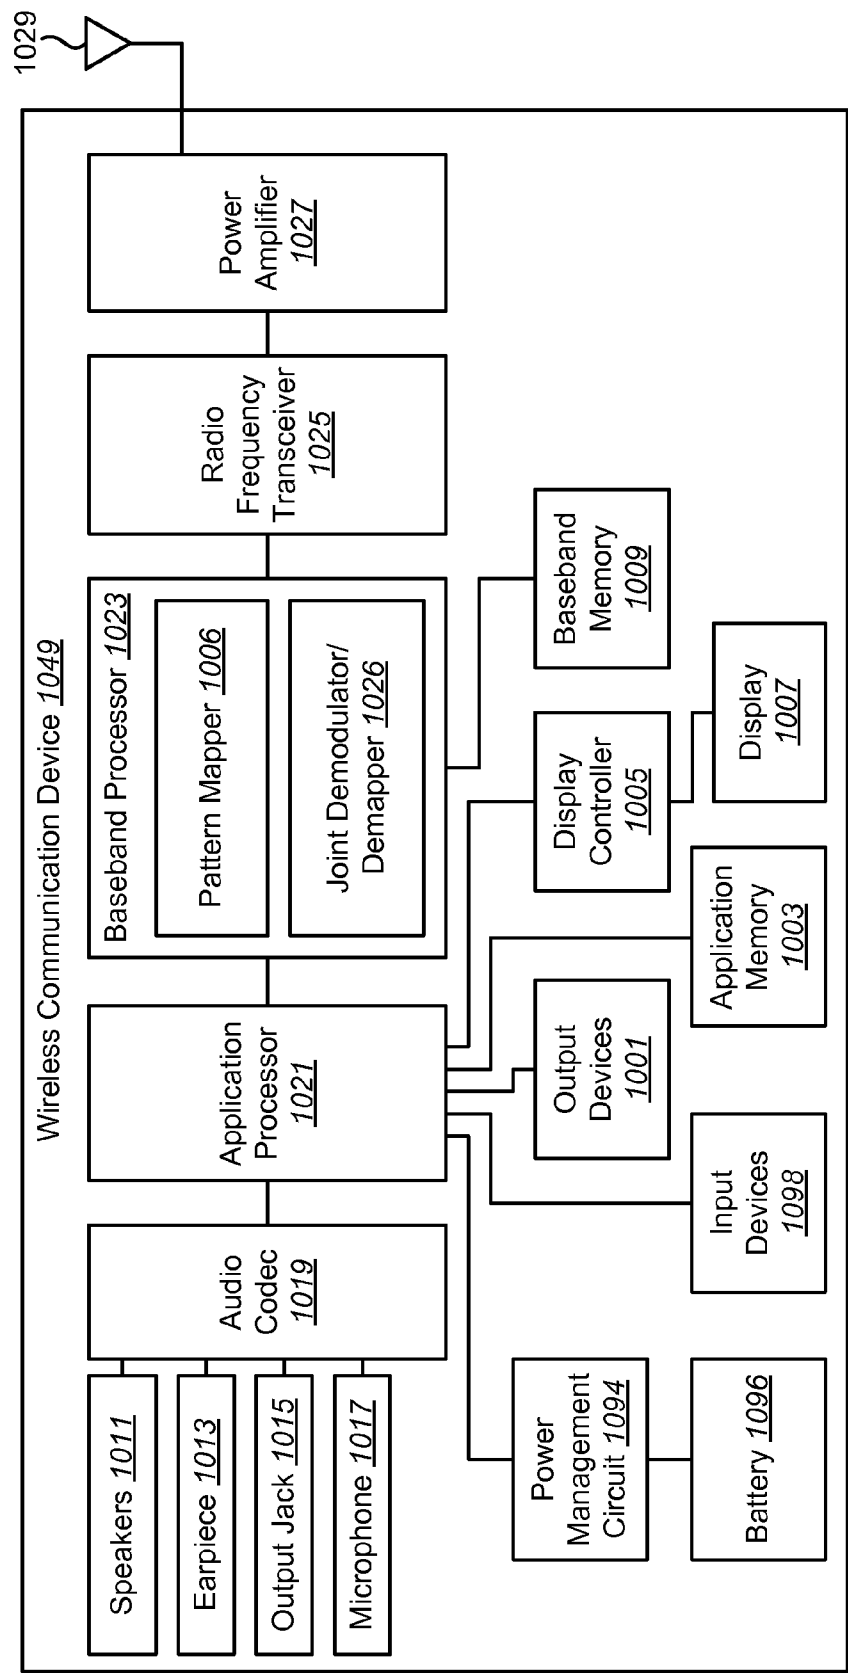 Wireless Communication Device 1049
1029
Speakers 1011
Earpiece 1013
Output Jack 1015
Microphone 1017
Audio
Codec
1019
Application
Processor
1021
Baseband Processor 1023
Pattern Mapper 1006
Joint Demodulator/
Demapper 1026
Radio
Frequency
Transceiver
1025
Power
Amplifier
1027
Power
Management
Circuit 1094
Battery 1096
Input
Devices
1098
Output
Devices
1001
Application
Memory
1003
Display
Controller
1005
Display
1007
Baseband
Memory
1009